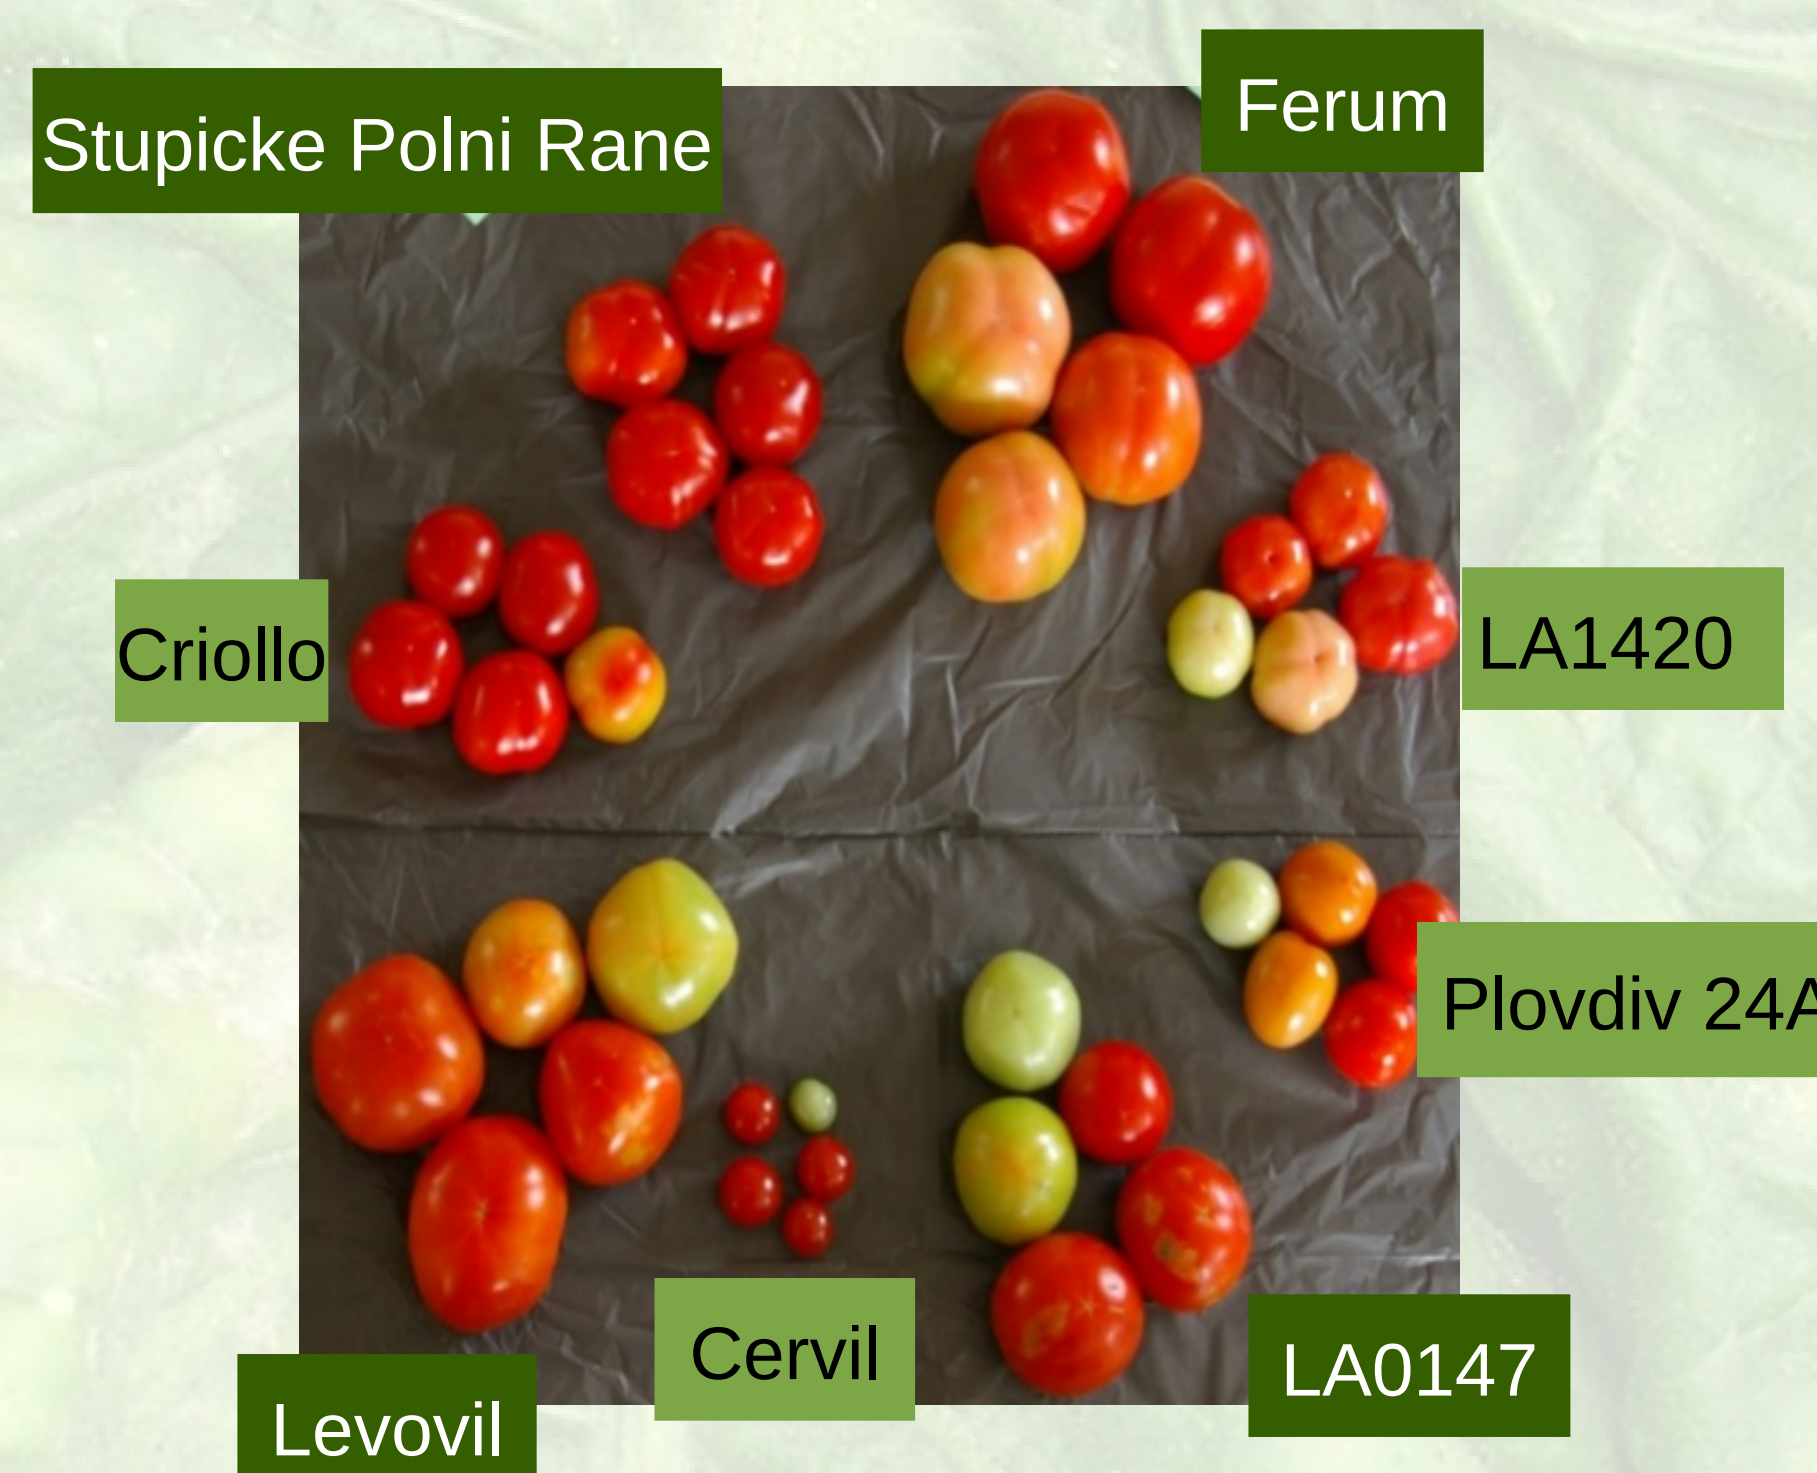 Stupicke Polni Rane
Ferum
Criollo
LA1420
Plovdiv 24A
Cervil
LA0147
Levovil